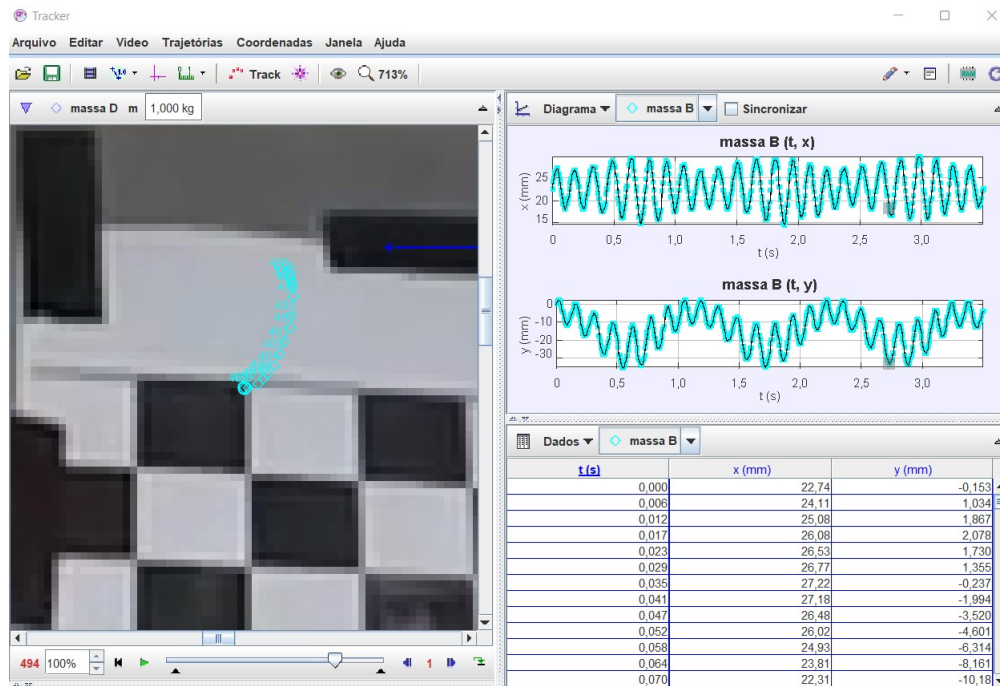 Tracker
Arquivo Editar Vídeo Trajetórias Coordenadas Janela Ajuda
Track 713%
massa D m 1,000 kg
Diagrama massa B Sincronizar
massa B (t, x)
x (mm)
25
20
15
0 0,5 1,0 1,5 2,0 2,5 3,0
t (s)
massa B (t, y)
y (mm)
0
-10
-20
-30
0 0,5 1,0 1,5 2,0 2,5 3,0
t (s)
Dados massa B
t (s) x (mm) y (mm)
0,000 22,74 -0,153
0,006 24,11 1,034
0,012 25,08 1,867
0,017 26,08 2,078
0,023 26,53 1,730
0,029 26,77 1,355
0,035 27,22 -0,237
0,041 27,18 -1,994
0,047 26,48 -3,520
0,052 26,02 -4,601
0,058 24,93 -6,314
0,064 23,81 -8,161
0,070 22,31 -10,18
494 100% 1